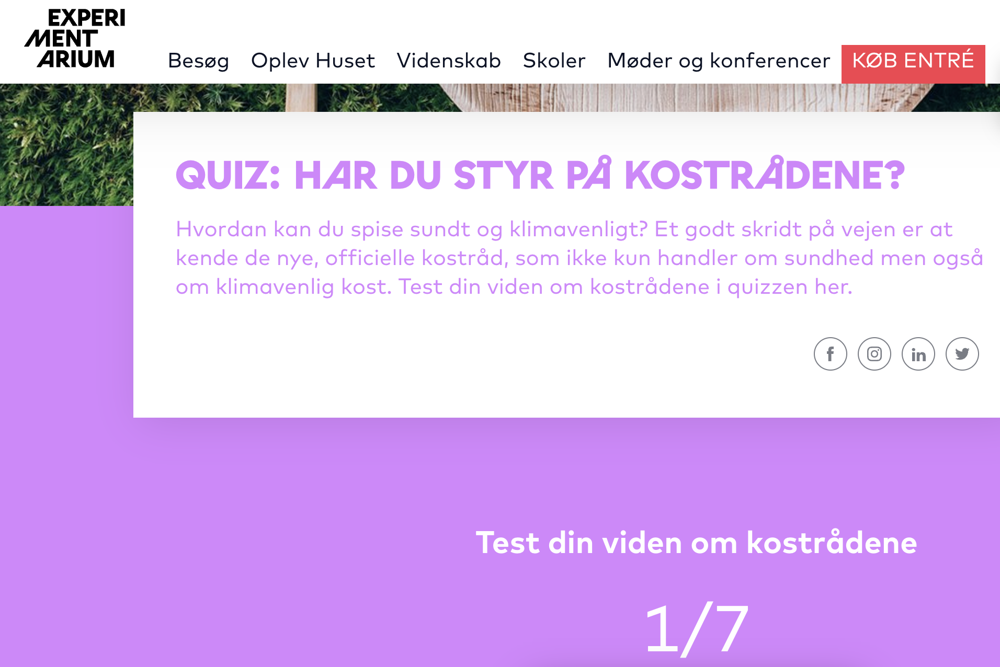 EXPERI
MENT
ARIUM
Besøg Oplev Huset Videnskab Skoler Møder og konferencer KØB ENTRÉ
QUIZ: HAR DU STYR PÅ KOSTRÅDENE?
Hvordan kan du spise sundt og klimavenligt? Et godt skridt på vejen er at
kende de nye, officielle kostråd, som ikke kun handler om sundhed men også
om klimavenlig kost. Test din viden om kostrådene i quizzen her.
Test din viden om kostrådene
1/7